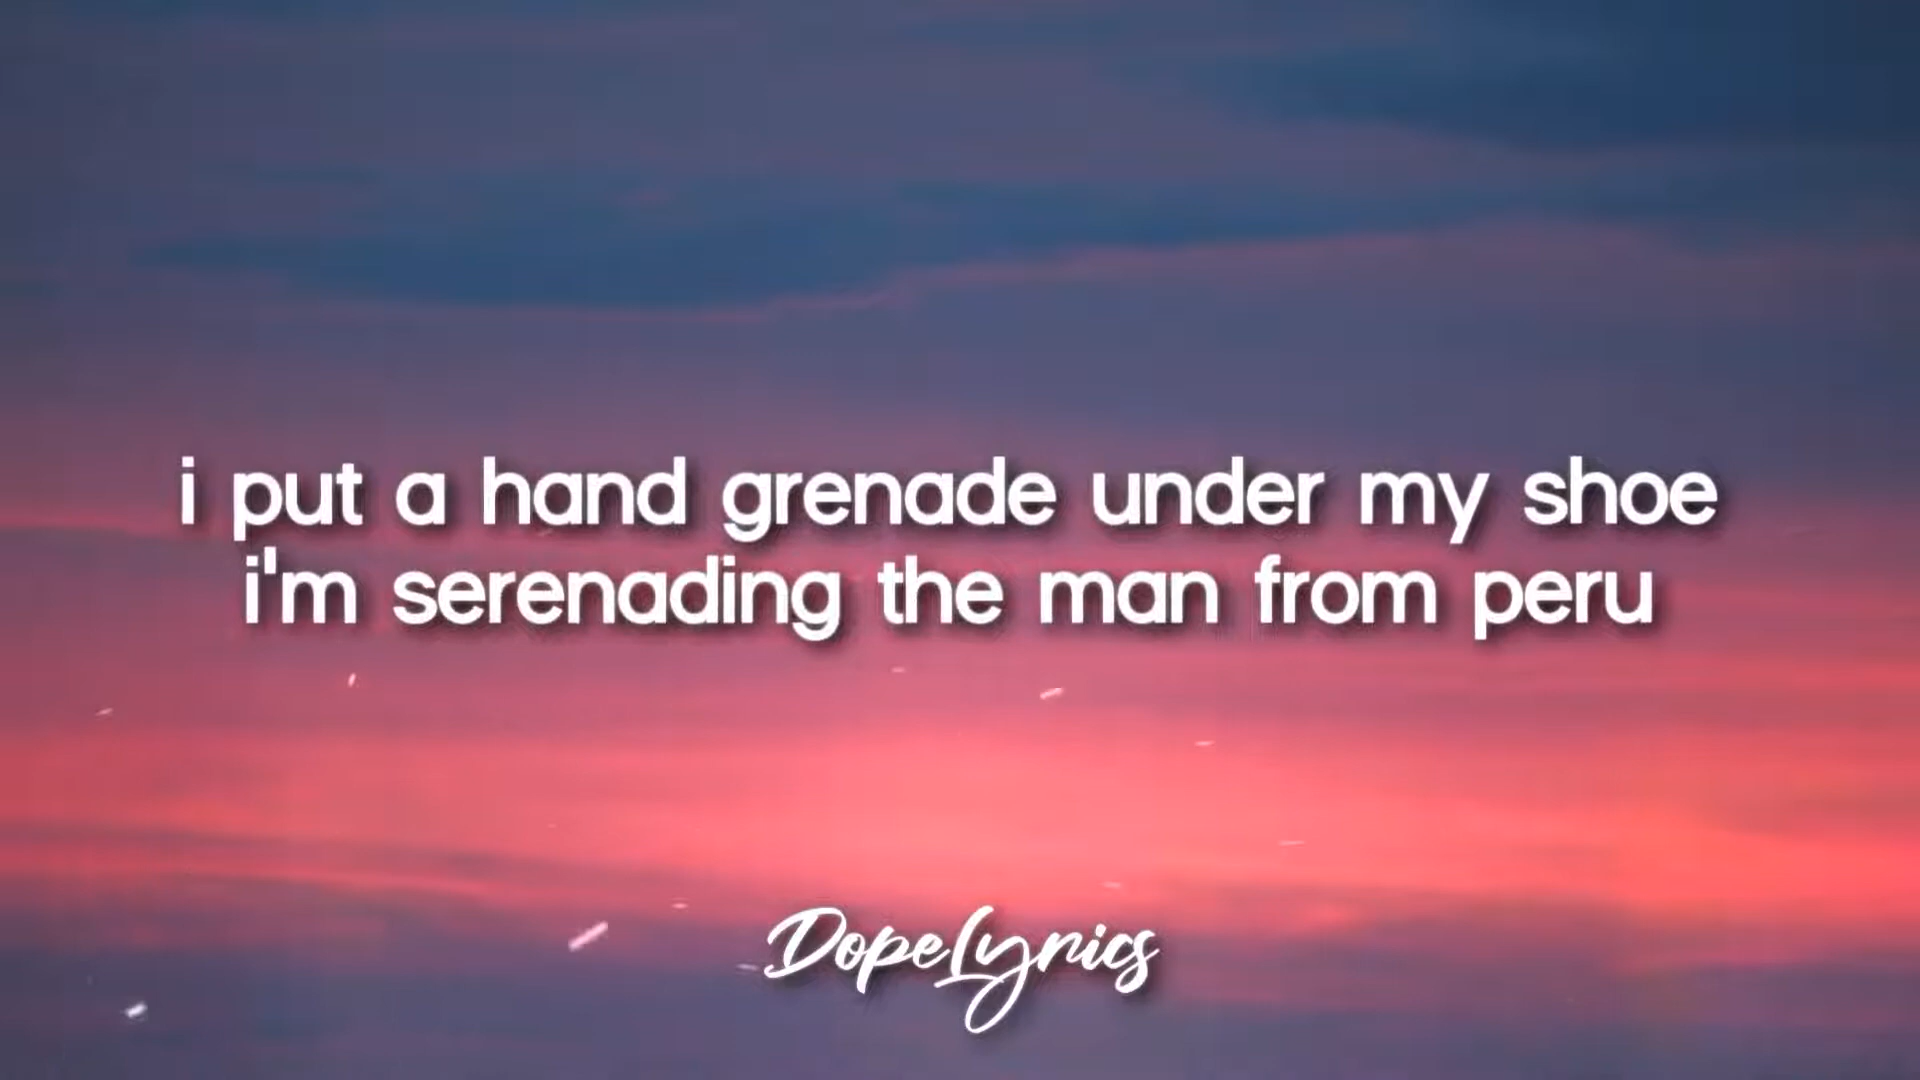 i put a hand grenade under my shoe
i'm serenading the man from peru
DopeLyrics